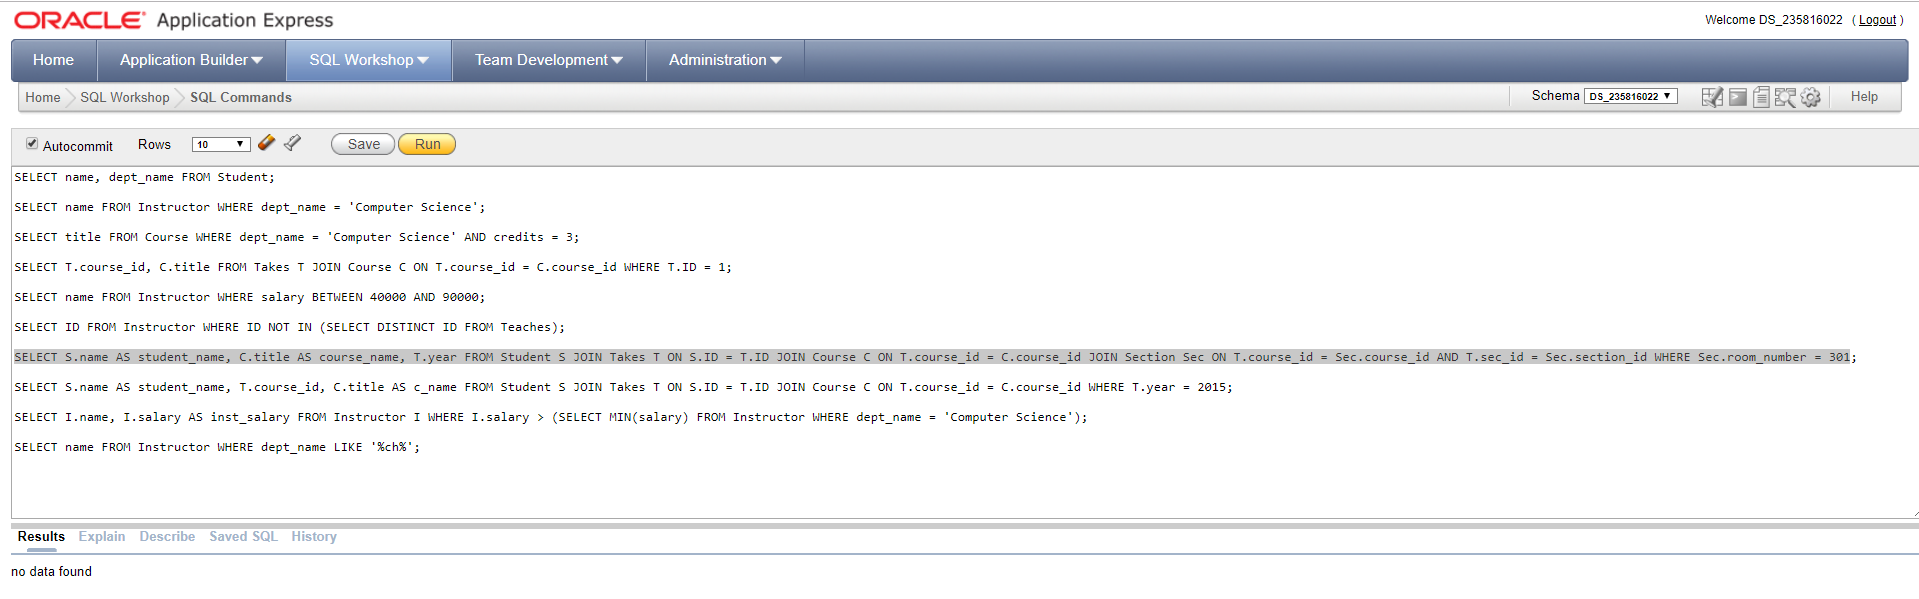 ORACLE Application Express
Welcome DS_235816022 ( Logout )
Home Application Builder SQL Workshop Team Development Administration
Home SQL Workshop SQL Commands
Schema DS_235816022 Help
Autocommit Rows 10 Save Run
SELECT name, dept_name FROM Student;
SELECT name FROM Instructor WHERE dept_name = 'Computer Science';
SELECT title FROM Course WHERE dept_name = 'Computer Science' AND credits = 3;
SELECT T.course_id, C.title FROM Takes T JOIN Course C ON T.course_id = C.course_id WHERE T.ID = 1;
SELECT name FROM Instructor WHERE salary BETWEEN 40000 AND 90000;
SELECT ID FROM Instructor WHERE ID NOT IN (SELECT DISTINCT ID FROM Teaches);
SELECT S.name AS student_name, C.title AS course_name, T.year FROM Student S JOIN Takes T ON S.ID = T.ID JOIN Course C ON T.course_id = C.course_id JOIN Section Sec ON T.course_id = Sec.course_id AND T.sec_id = Sec.section_id WHERE Sec.room_number = 301;
SELECT S.name AS student_name, T.course_id, C.title AS c_name FROM Student S JOIN Takes T ON S.ID = T.ID JOIN Course C ON T.course_id = C.course_id WHERE T.year = 2015;
SELECT I.name, I.salary AS inst_salary FROM Instructor I WHERE I.salary > (SELECT MIN(salary) FROM Instructor WHERE dept_name = 'Computer Science');
SELECT name FROM Instructor WHERE dept_name LIKE '%ch%';
Results Explain Describe Saved SQL History
no data found